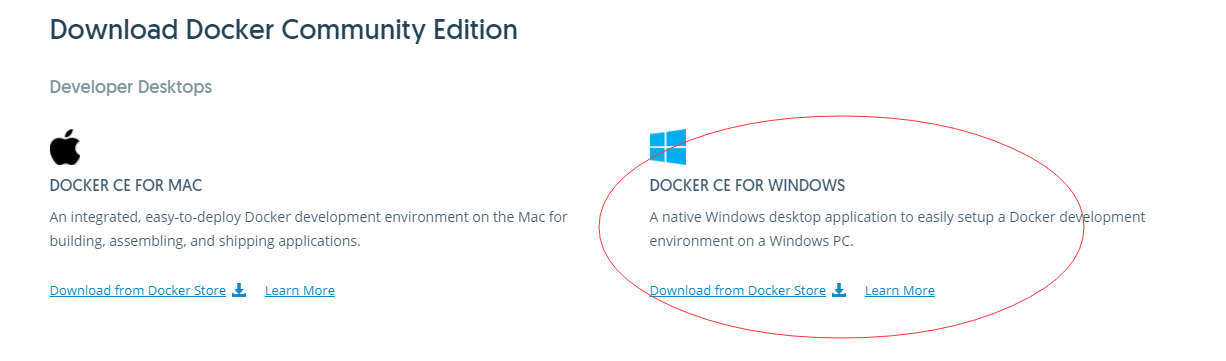 Download Docker Community Edition
Developer Desktops
DOCKER CE FOR MAC
An integrated, easy-to-deploy Docker development environment on the Mac for
building, assembling, and shipping applications.
Download from Docker Store Learn More
DOCKER CE FOR WINDOWS
A native Windows desktop application to easily setup a Docker development
environment on a Windows PC.
Download from Docker Store Learn More